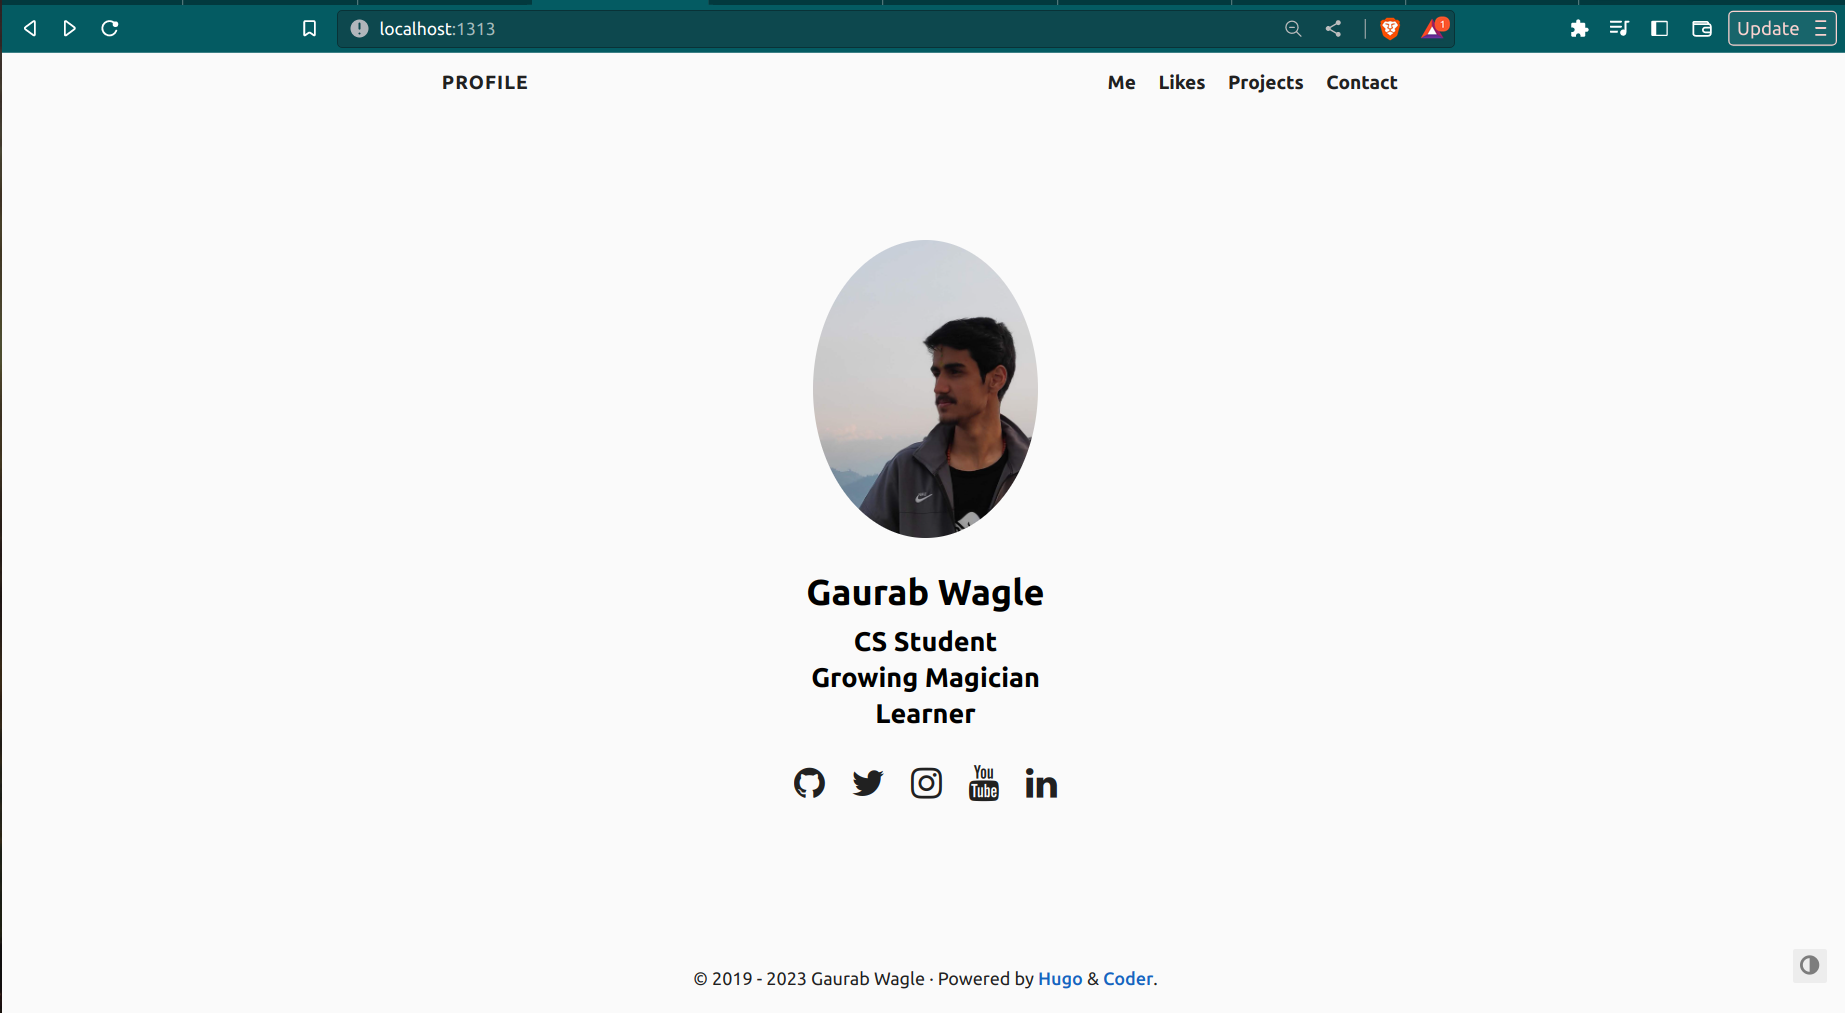 localhost:1313
1
Update
PROFILE
Me Likes Projects Contact
Gaurab Wagle
CS Student
Growing Magician
Learner
You
Tube
in
© 2019 - 2023 Gaurab Wagle · Powered by Hugo & Coder.